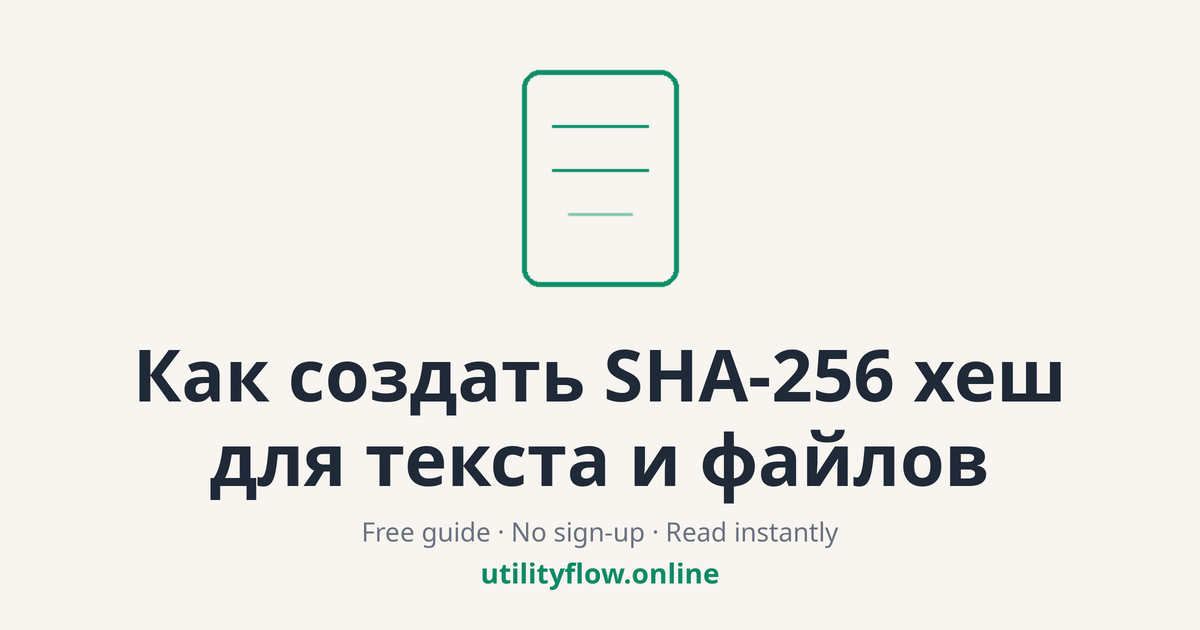 Как создать SHA-256 хеш
для текста и файлов
Free guide · No sign-up · Read instantly
utilityflow.online